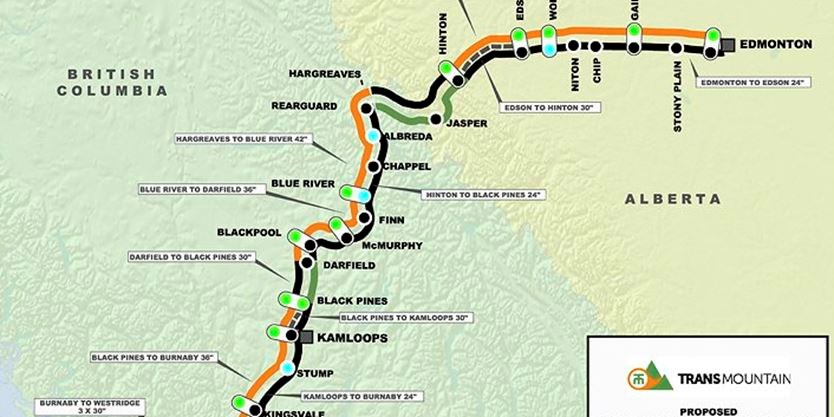 EDS
WO
GAI
HINTON
EDMONTON
NITON
CHIP
STONY PLAIN
EDMONTON TO EDSON 24"
BRITISH
COLUMBIA
HARGREAVES
REARGUARD
EDSON TO HINTON 30"
JASPER
HARGREAVES TO BLUE RIVER 42"
ALBREDA
CHAPPEL
BLUE RIVER
BLUE RIVER TO DARFIELD 36"
HINTON TO BLACK PINES 24"
ALBERTA
FINN
BLACKPOOL
McMURPHY
DARFIELD TO BLACK PINES 30"
DARFIELD
BLACK PINES
BLACK PINES TO KAMLOOPS 30"
KAMLOOPS
BLACK PINES TO BURNABY 36"
STUMP
KAMLOOPS TO BURNABY 24"
BURNABY TO WESTRIDGE
3 X 30"
KINGSVALE
TRANSMOUNTAIN
PROPOSED